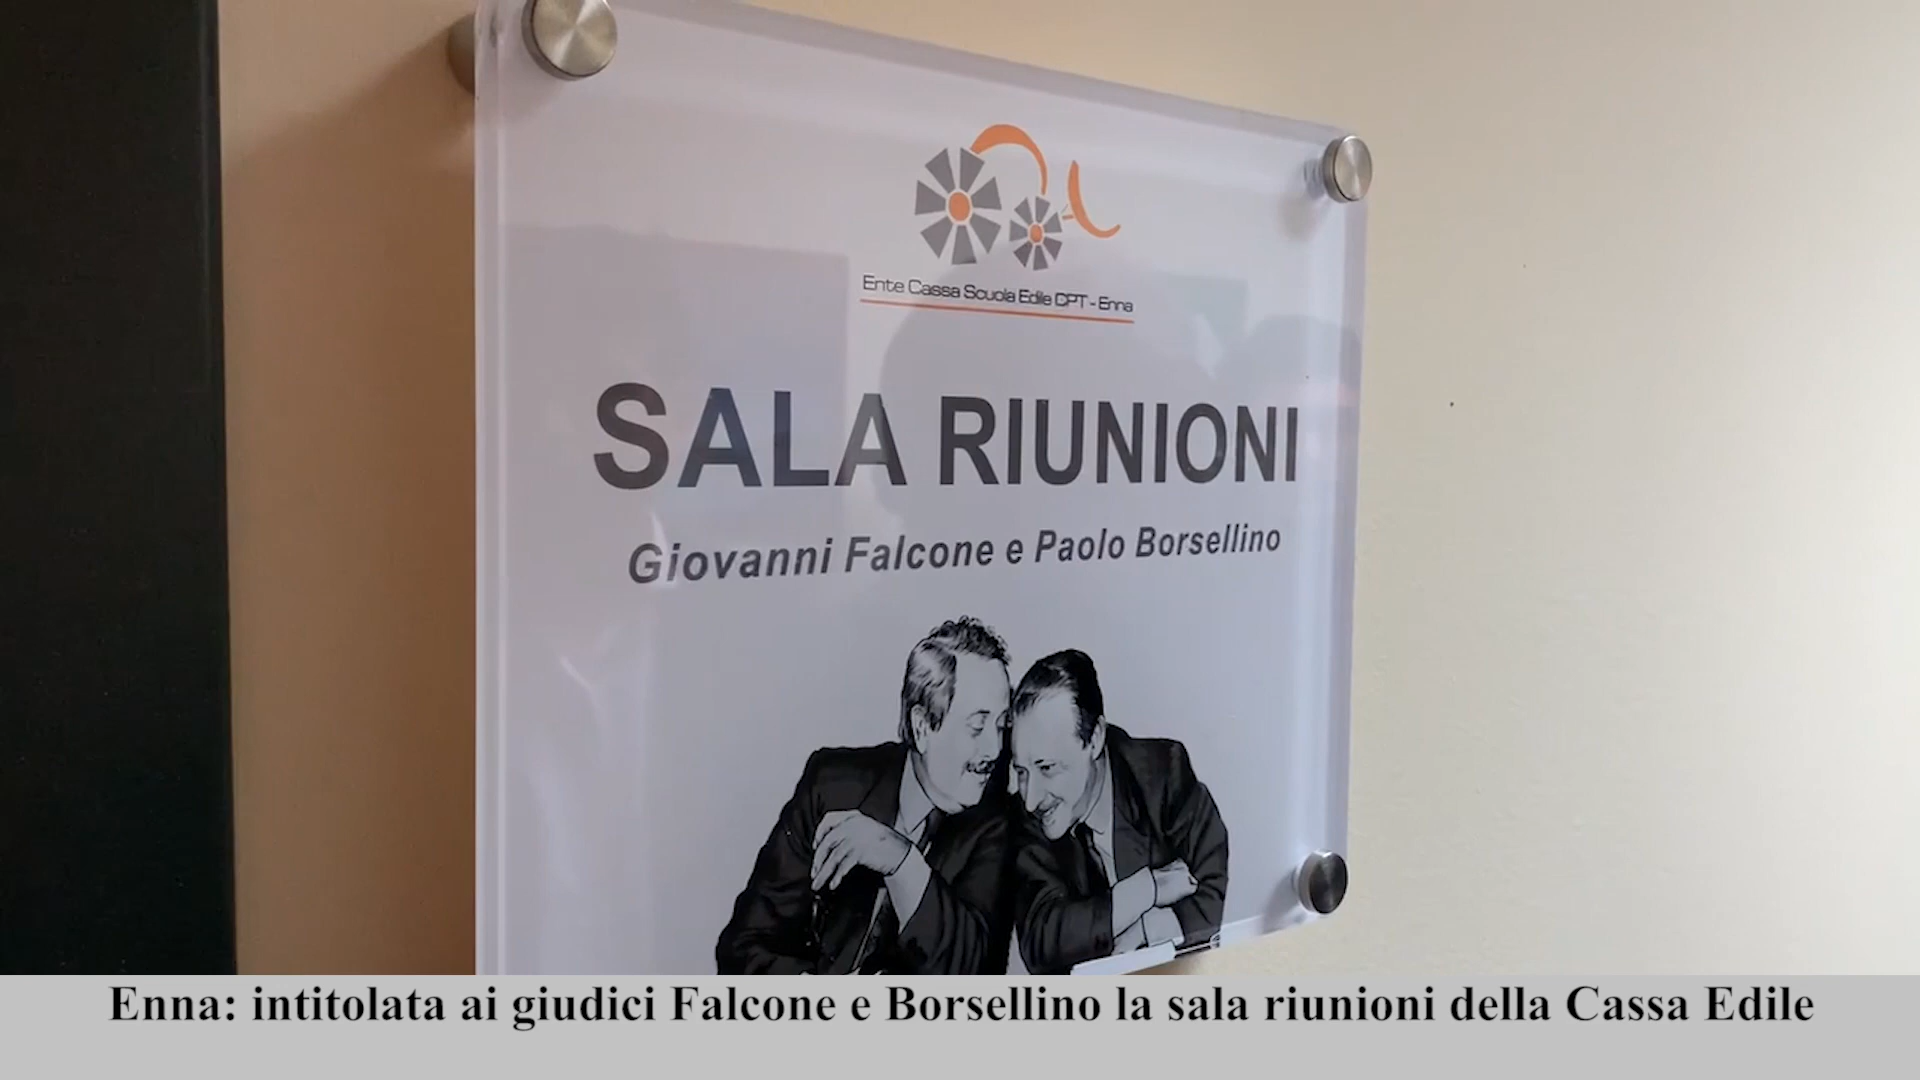 Ente Cassa Scuola Edile CPT - Enna
SALA RIUNIONI
Giovanni Falcone e Paolo Borsellino
Enna: intitolata ai giudici Falcone e Borsellino la sala riunioni della Cassa Edile